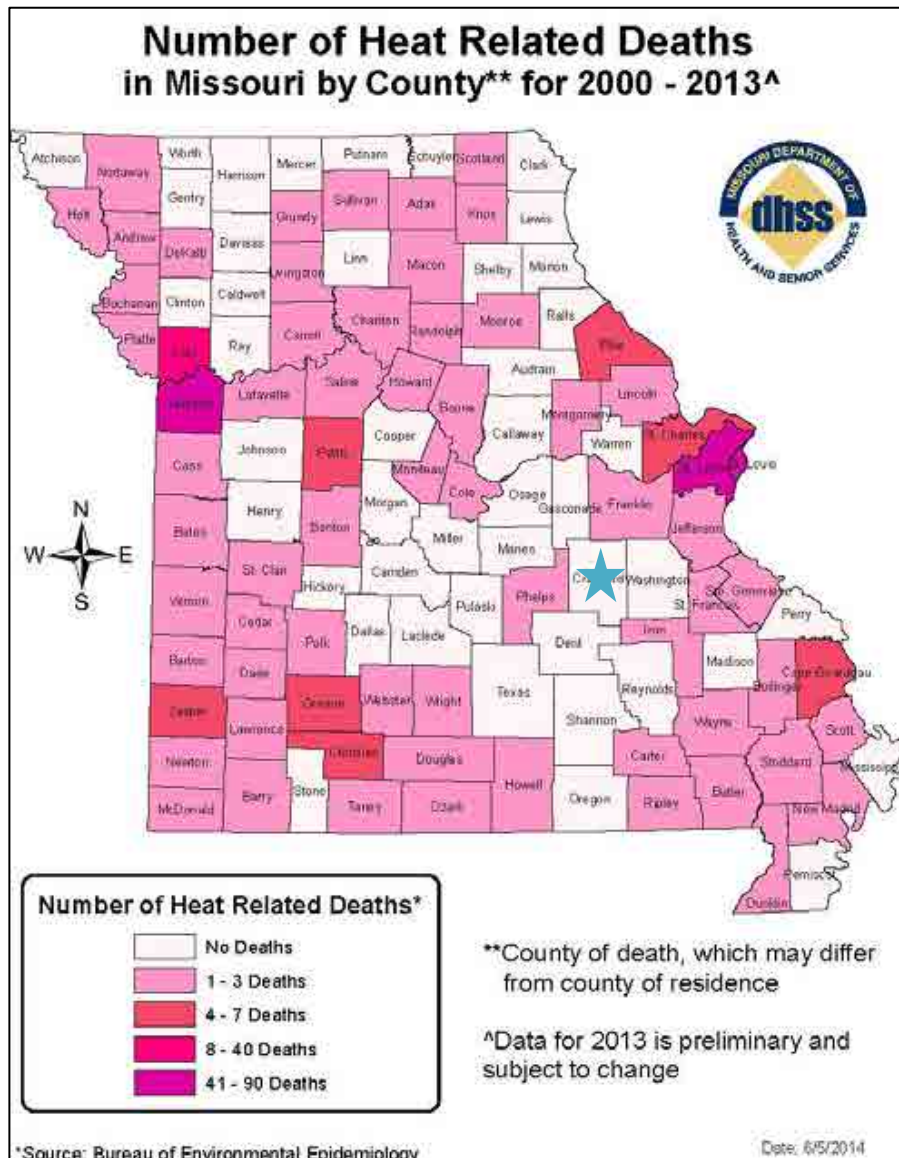 Number of Heat Related Deaths
in Missouri by County** for 2000 - 2013^
Atchison
Nodaway
Worth
Harrison
Mercer
Putnam
Schuyler
Scotland
Clark
Gentry
Sullivan
Adair
Knox
Lewis
Holt
Andrew
DeKalb
Daviess
Grundy
Linn
Macon
Shelby
Marion
Buchanan
Clinton
Caldwell
Livingston
Chariton
Randolph
Monroe
Ralls
Platte
Ray
Carroll
Pike
Audrain
Lafayette
Saline
Howard
Boone
Lincoln
Montgomery
Callaway
Warren
St. Charles
Cass
Johnson
Pettis
Cooper
Moniteau
Cole
Osage
Gasconade
Franklin
Jefferson
Bates
Henry
Benton
Morgan
Miller
Maries
St. Clair
Hickory
Camden
Pulaski
Phelps
Washington
St. Francois
Ste. Genevieve
Perry
Vernon
Cedar
Polk
Dallas
Laclede
Dent
Iron
Madison
Bollinger
Cape Girardeau
Barton
Dade
Greene
Webster
Wright
Texas
Shannon
Reynolds
Wayne
Scott
Lawrence
Christian
Douglas
Howell
Carter
Stoddard
Mississippi
Newton
McDonald
Barry
Stone
Taney
Ozark
Oregon
Ripley
Butler
New Madrid
Dunklin
Pemiscot
MISSOURI DEPARTMENT OF
dhss
HEALTH AND SENIOR SERVICES
N
W E
S
Number of Heat Related Deaths*
No Deaths
1 - 3 Deaths
4 - 7 Deaths
8 - 40 Deaths
41 - 90 Deaths
**County of death, which may differ
from county of residence
^Data for 2013 is preliminary and
subject to change
*Source: Bureau of Environmental Epidemiology
Date: 6/5/2014